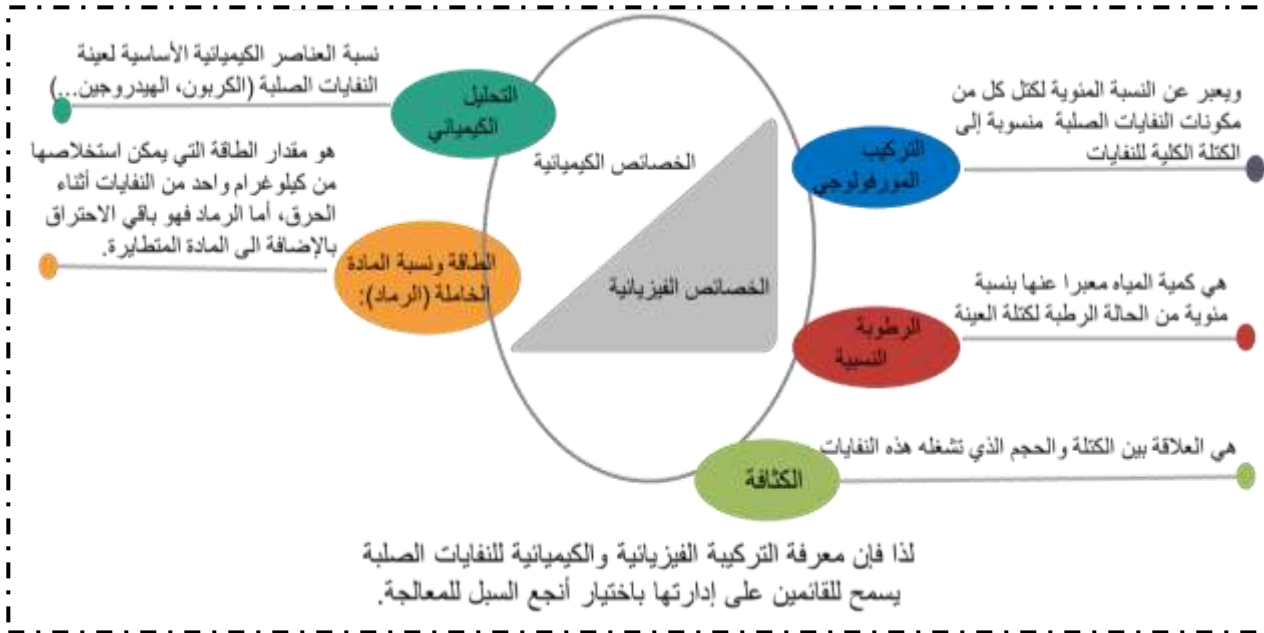 نسبة العناصر الكيميائية الأساسية لعينة
النفايات الصلبة (الكربون، الهيدروجين...)
التحليل
الكيميائي
هو مقدار الطاقة التي يمكن استخلاصها
من كيلوغرام واحد من النفايات أثناء
الحرق، أما الرماد فهو باقي الاحتراق
بالإضافة الى المادة المتطايرة.
الطاقة ونسبة المادة
الخاملة (الرماد):
الخصائص الكيميائية
الخصائص الفيزيائية
ويعبر عن النسبة المئوية لكتل كل من
مكونات النفايات الصلبة منسوبة إلى
الكتلة الكلية للنفايات
التركيب
المورفولوجي
هي كمية المياه معبرا عنها بنسبة
مئوية من الحالة الرطبة لكتلة العينة
الرطوبة
النسبية
هي العلاقة بين الكتلة والحجم الذي تشغله هذه النفايات
الكثافة
لذا فإن معرفة التركيبة الفيزيائية والكيميائية للنفايات الصلبة
يسمح للقائمين على إدارتها باختيار أنجع السبل للمعالجة.